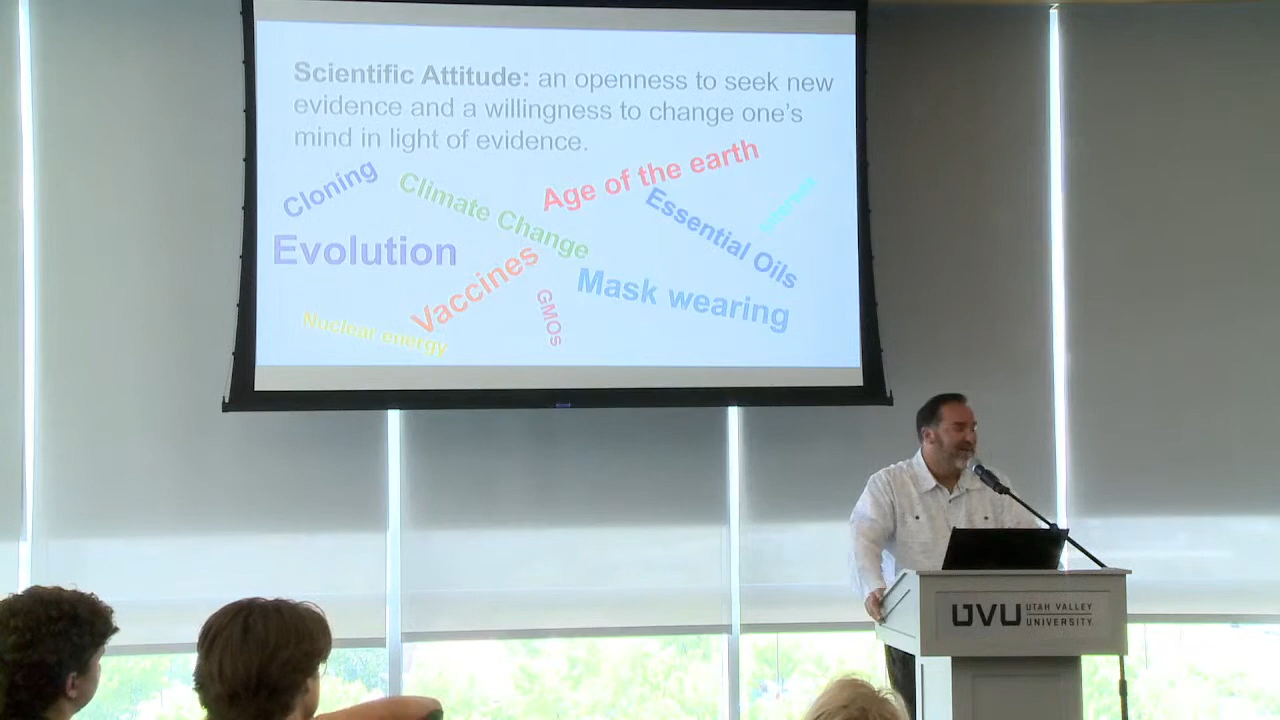 Scientific Attitude: an openness to seek new
evidence and a willingness to change one's
mind in light of evidence.
Cloning
Climate Change
Age of the earth
Essential Oils
Evolution
Vaccines
Mask wearing
GMOs
Nuclear energy
UVU UTAH VALLEY
UNIVERSITY